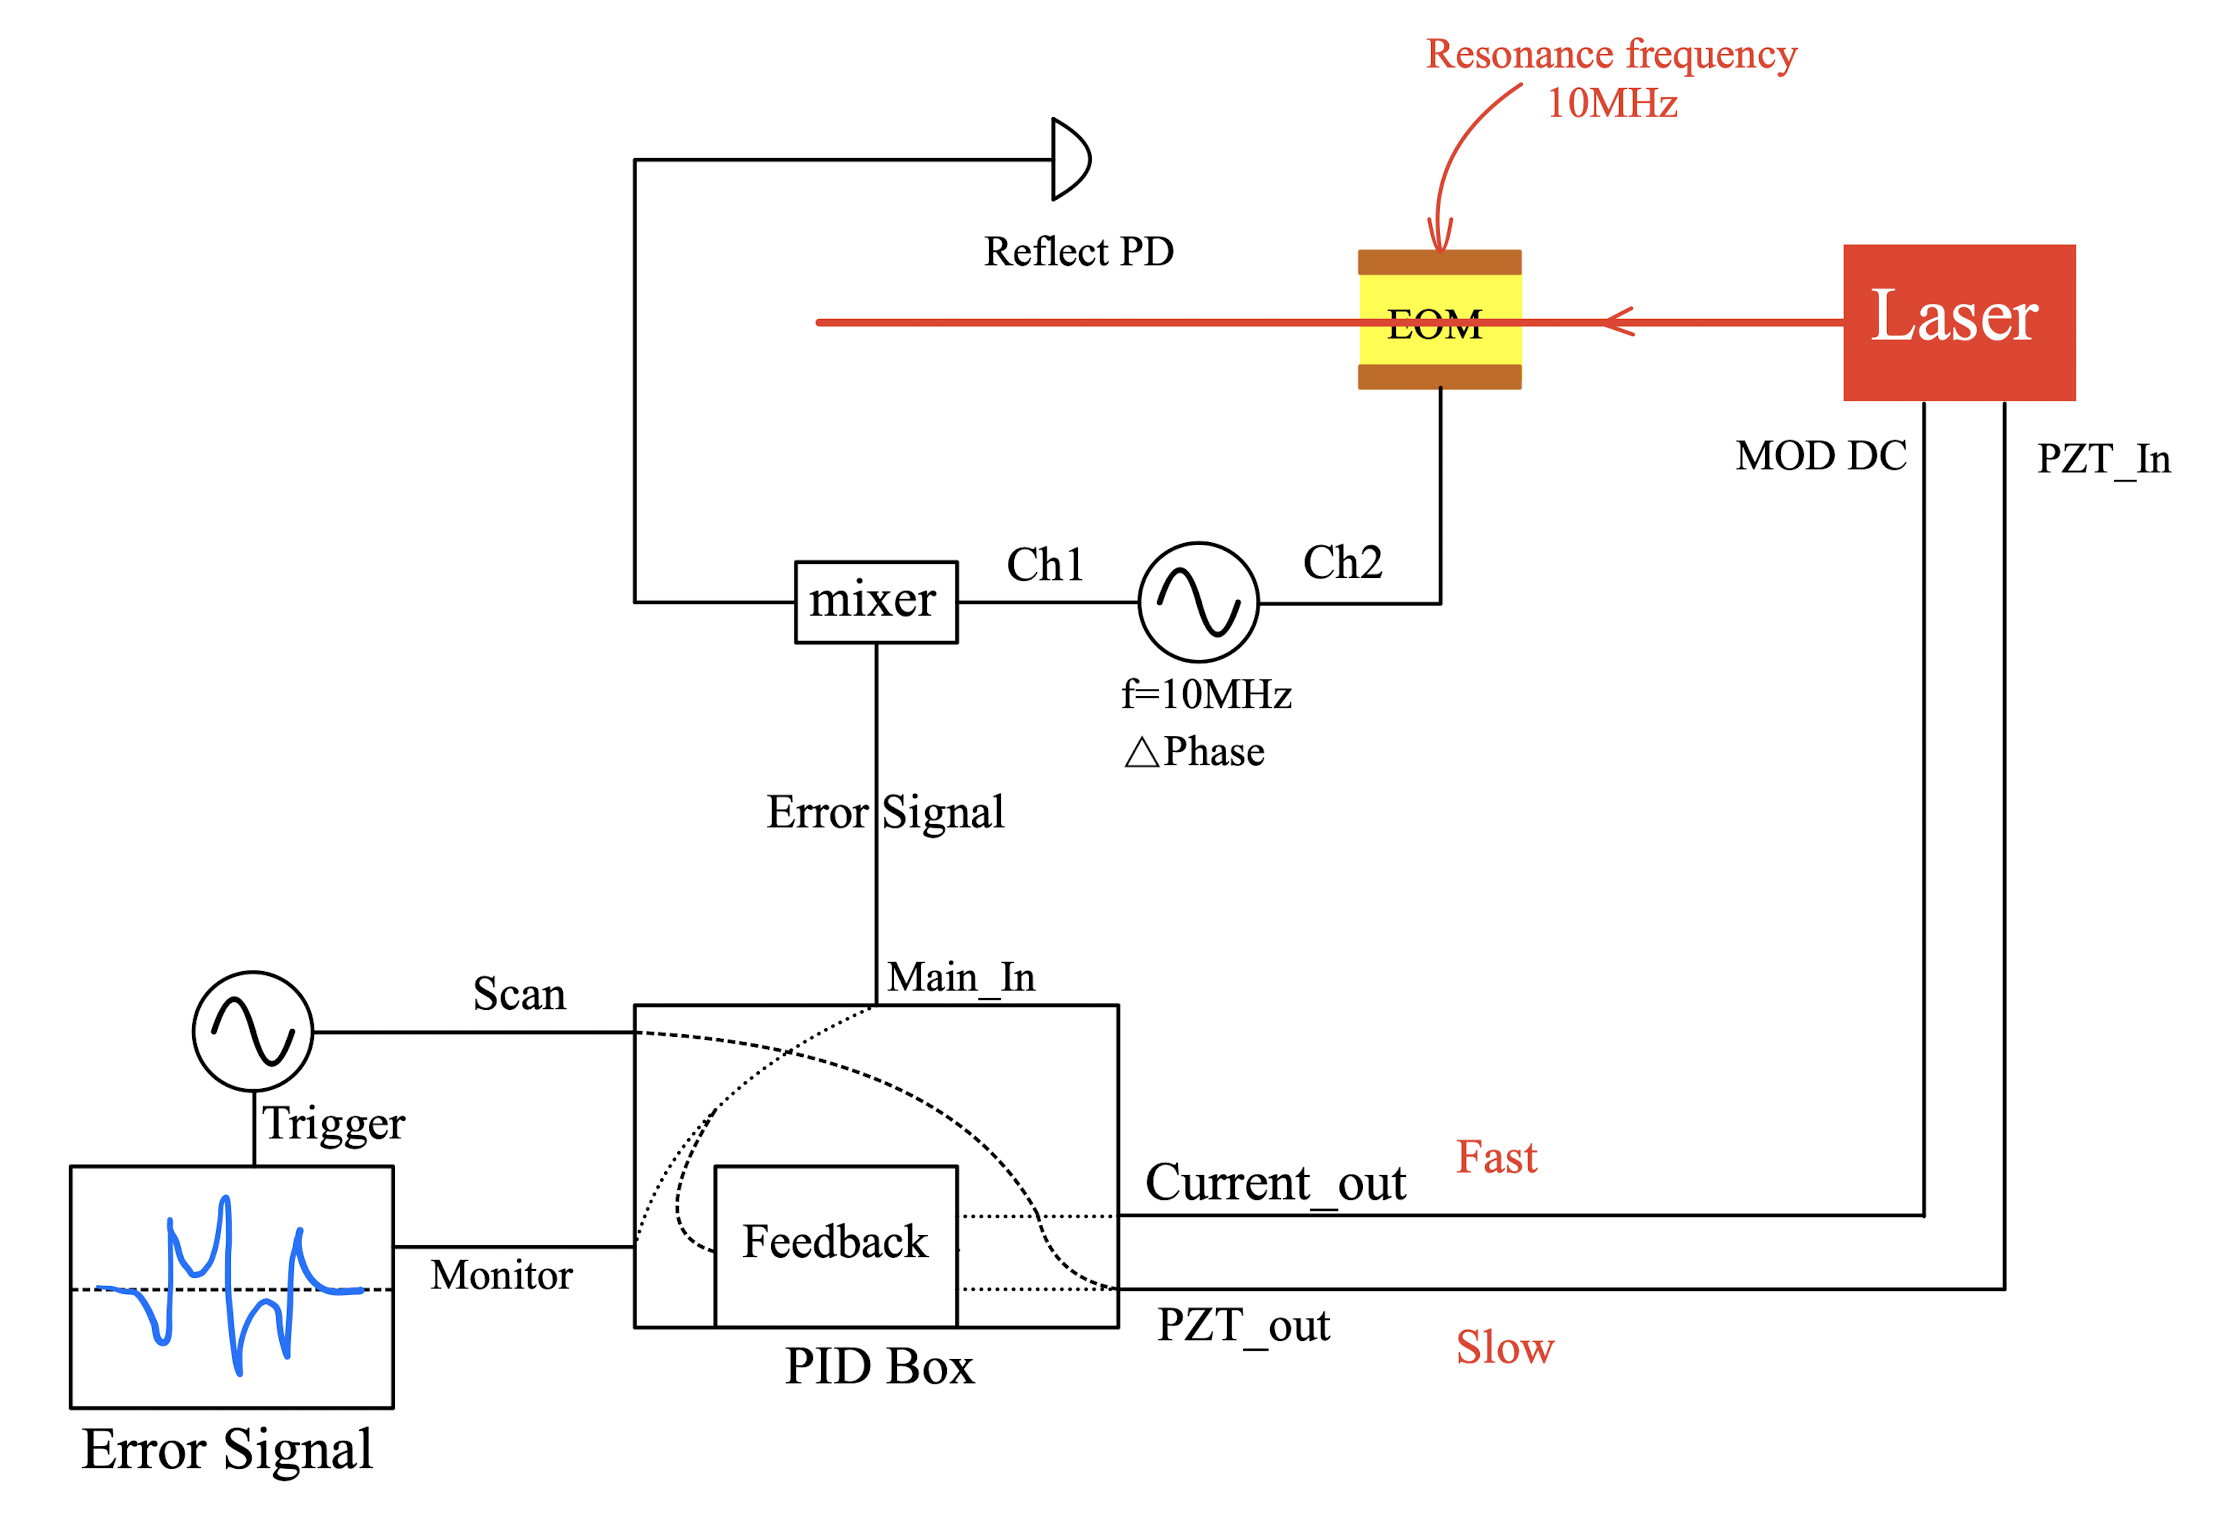 Resonance frequency
10MHz
Reflect PD
EOM
Laser
MOD DC
PZT_In
mixer
Ch1
Ch2
f=10MHz
△Phase
Error Signal
Main_In
Scan
Trigger
Monitor
Feedback
Current_out
Fast
PZT_out
Slow
PID Box
Error Signal